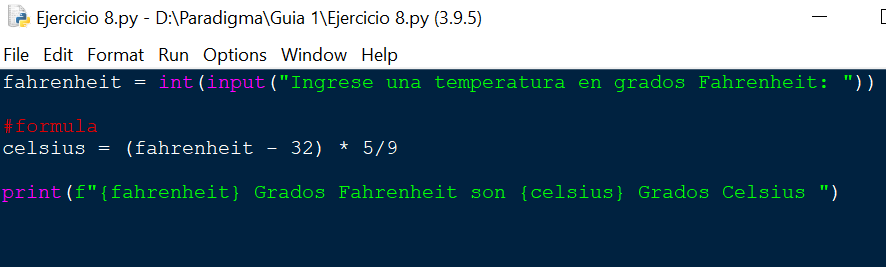 Ejercicio 8.py - D:\Paradigma\Guia 1\Ejercicio 8.py (3.9.5)
File Edit Format Run Options Window Help
fahrenheit = int(input("Ingrese una temperatura en grados Fahrenheit: "))
#formula
celsius = (fahrenheit - 32) * 5/9
print(f"{fahrenheit} Grados Fahrenheit son {celsius} Grados Celsius ")